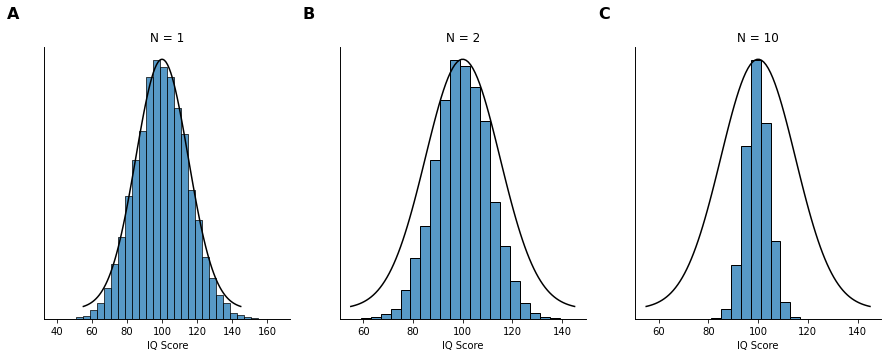 A
B
C
N = 1
N = 2
N = 10
40 60 80 100 120 140 160
60 80 100 120 140
60 80 100 120 140
IQ Score
IQ Score
IQ Score